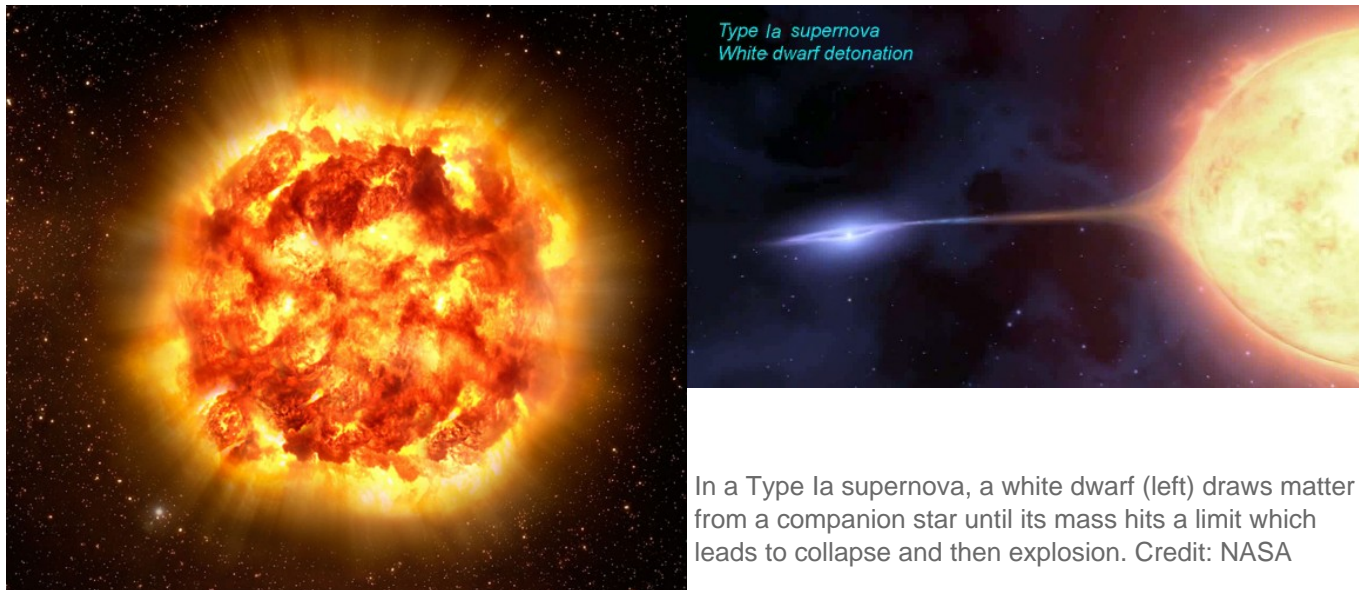 Type Ia supernova
White dwarf detonation
In a Type Ia supernova, a white dwarf (left) draws matter
from a companion star until its mass hits a limit which
leads to collapse and then explosion. Credit: NASA